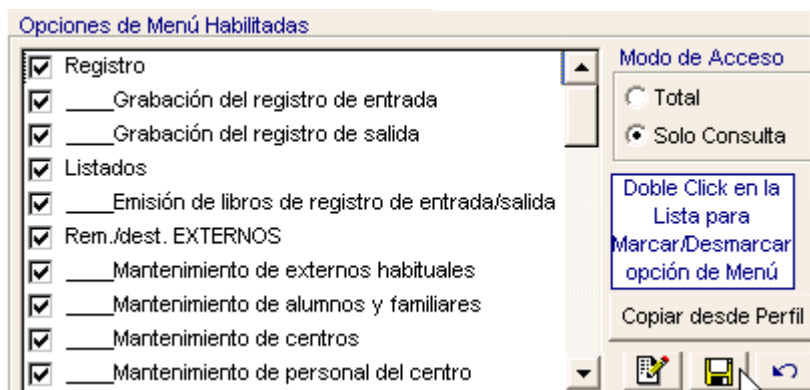 Opciones de Menú Habilitadas
Registro
____Grabación del registro de entrada
____Grabación del registro de salida
Listados
____Emisión de libros de registro de entrada/salida
Rem./dest. EXTERNOS
____Mantenimiento de externos habituales
____Mantenimiento de alumnos y familiares
____Mantenimiento de centros
____Mantenimiento de personal del centro
Modo de Acceso
Total
Solo Consulta
Doble Click en la
Lista para
Marcar/Desmarcar
opción de Menú
Copiar desde Perfil